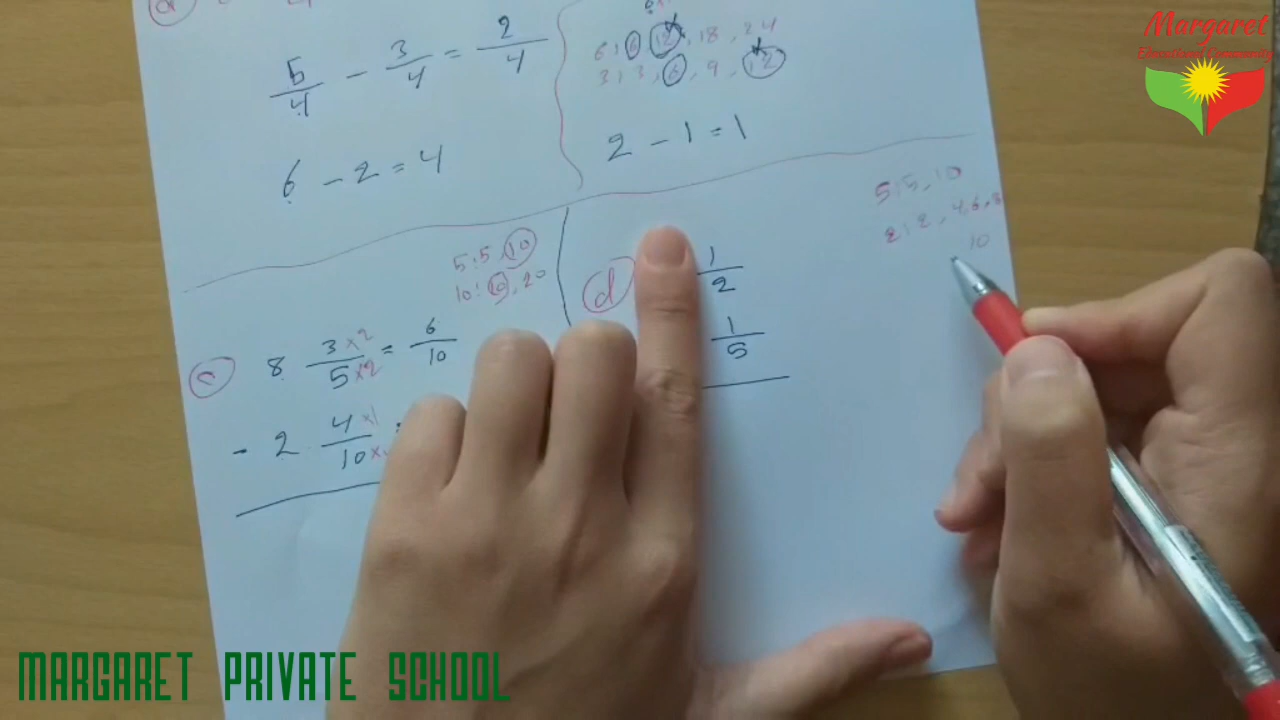 Margaret
Educational Community
5/4 - 3/4 = 2/4
6 - 2 = 4
6: 6, 12, 18, 24
3: 3, 6, 9, 12
2 - 1 = 1
5: 5, 10
10: 10, 20
c
8 3×2/5×2 = 6/10
- 2 4×1/10×
d
1/2
1/5
5: 5, 10
2: 2, 4, 6, 8
10
MARGARET PRIVATE SCHOOL